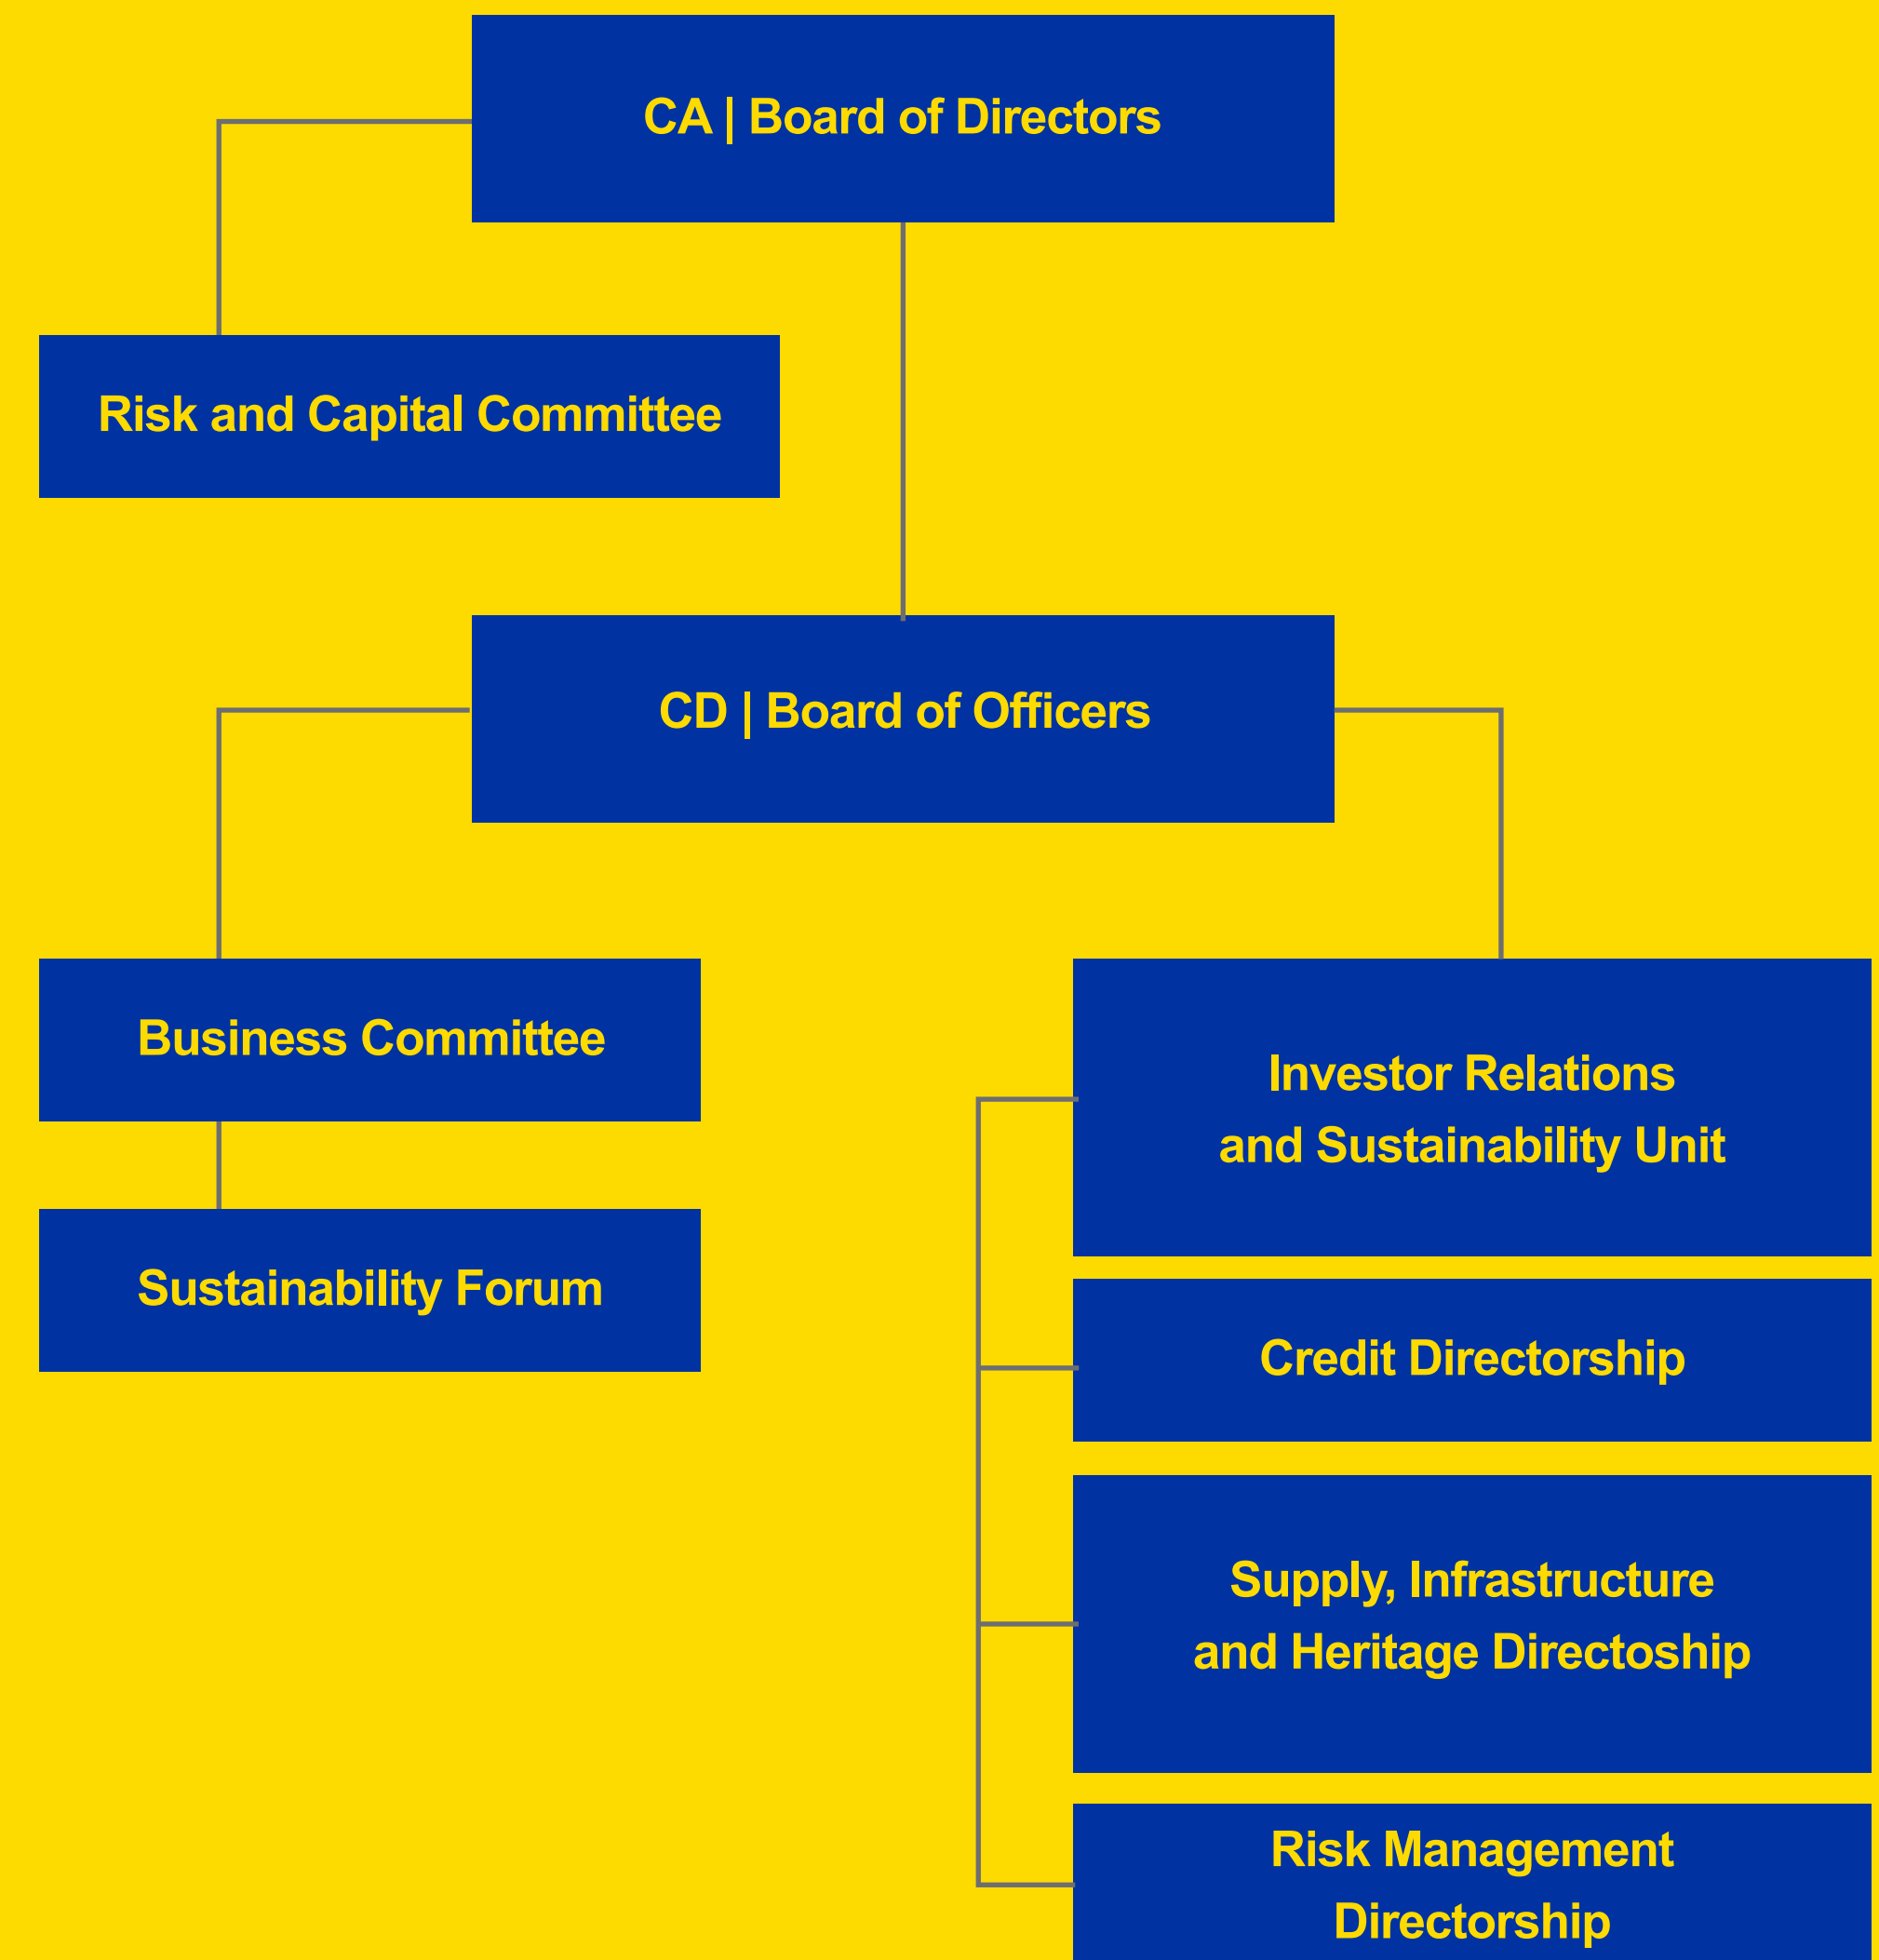 CA | Board of Directors
Risk and Capital Committee
CD | Board of Officers
Business Committee
Sustainability Forum
Investor Relations
and Sustainability Unit
Credit Directorship
Supply, Infrastructure
and Heritage Directoship
Risk Management
Directorship